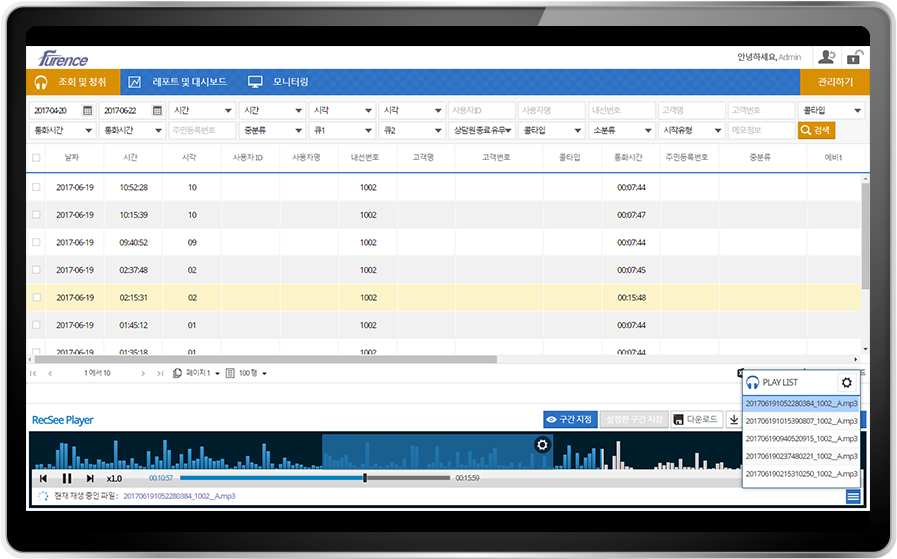 furence
안녕하세요, Admin
조회 및 청취 레포트 및 대시보드 모니터링 관리하기
2017-04-20 2017-06-22 시간 시간 시각 시각 사용자ID 사용자명 내선번호 고객명 고객번호 콜타입
통화시간 통화시간 주민등록번호 중분류 큐1 큐2 상담원종료유무 콜타입 소분류 시작유형 메모정보 검색
날짜 시간 시각 사용자 ID 사용자명 내선번호 고객명 고객번호 콜타입 통화시간 주민등록번호 중분류 예비1
2017-06-19 10:52:28 10 1002 00:07:44
2017-06-19 10:15:39 10 1002 00:07:47
2017-06-19 09:40:52 09 1002 00:07:44
2017-06-19 02:37:48 02 1002 00:07:45
2017-06-19 02:15:31 02 1002 00:15:48
2017-06-19 01:45:12 01 1002 00:07:44
2017-06-19 01:35:18 01 1002 00:07:44
1 에서 10 페이지 1 100 행
PLAY LIST
201706191052280384_1002__A.mp3
201706191015390807_1002__A.mp3
201706190940520915_1002__A.mp3
201706190237480221_1002__A.mp3
201706190215310250_1002__A.mp3
RecSee Player 구간 지정 설정한 구간 저장 다운로드
x1.0 00:10:57 00:15:59
현재 재생 중인 파일 : 201706191052280384_1002__A.mp3